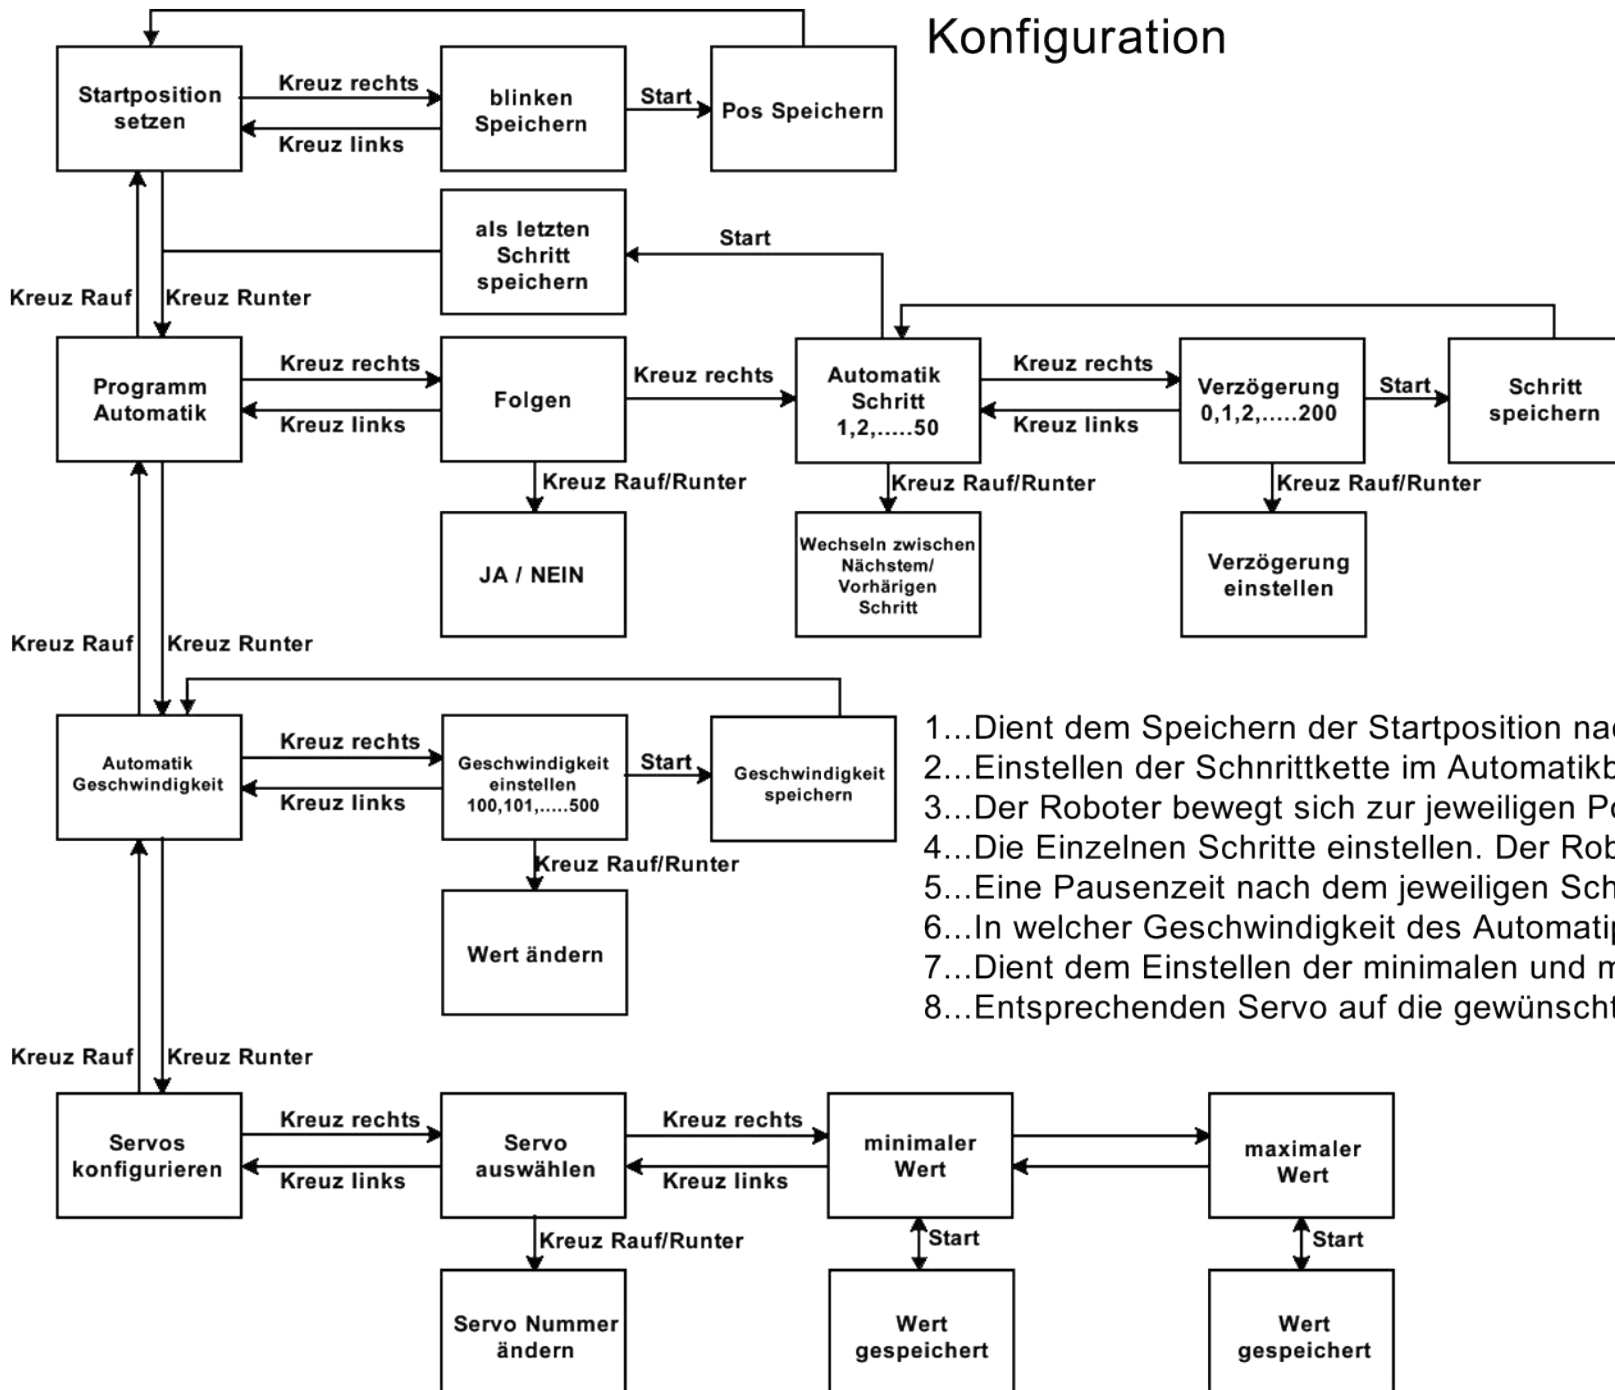 Konfiguration
Startposition
setzen
Kreuz rechts
Kreuz links
blinken
Speichern
Start
Pos Speichern
als letzten
Schritt
speichern
Start
Kreuz Rauf
Kreuz Runter
Programm
Automatik
Kreuz rechts
Kreuz links
Folgen
Kreuz rechts
Automatik
Schritt
1,2,.....50
Kreuz rechts
Kreuz links
Verzögerung
0,1,2,.....200
Start
Schritt
speichern
Kreuz Rauf/Runter
Kreuz Rauf/Runter
Kreuz Rauf/Runter
JA / NEIN
Wechseln zwischen
Nächstem/
Vorhärigen
Schritt
Verzögerung
einstellen
Kreuz Rauf
Kreuz Runter
Automatik
Geschwindigkeit
Kreuz rechts
Kreuz links
Geschwindigkeit
einstellen
100,101,.....500
Start
Geschwindigkeit
speichern
Kreuz Rauf/Runter
Wert ändern
1...Dient dem Speichern der Startposition
2...Einstellen der Schnrittkette im
3...Der Roboter bewegt sich zur jeweiligen
4...Die Einzelnen Schritte einstellen. Der
5...Eine Pausenzeit nach dem jeweiligen
6...In welcher Geschwindigkeit des
7...Dient dem Einstellen der minimalen und
8...Entsprechenden Servo auf die
Kreuz Rauf
Kreuz Runter
Servos
konfigurieren
Kreuz rechts
Kreuz links
Servo
auswählen
Kreuz rechts
Kreuz links
minimaler
Wert
maximaler
Wert
Kreuz Rauf/Runter
Start
Start
Servo Nummer
ändern
Wert
gespeichert
Wert
gespeichert